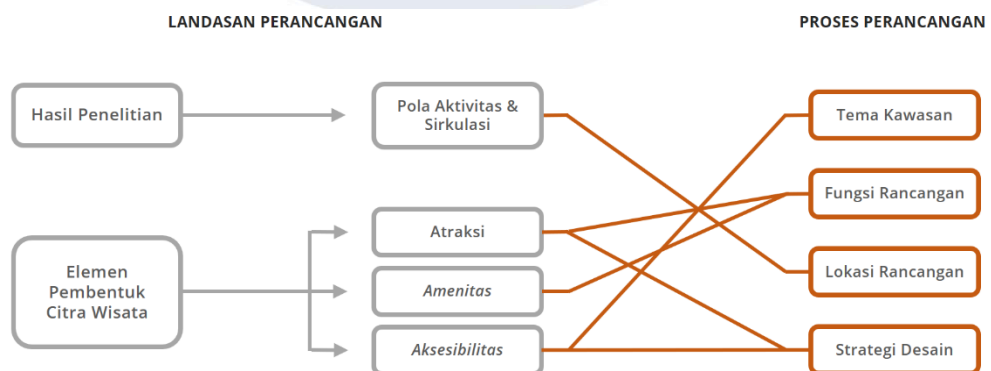 LANDASAN PERANCANGAN
PROSES PERANCANGAN
Hasil Penelitian
Pola Aktivitas &
Sirkulasi
Tema Kawasan
Fungsi Rancangan
Atraksi
Elemen
Pembentuk
Citra Wisata
Lokasi Rancangan
Amenitas
Aksesibilitas
Strategi Desain